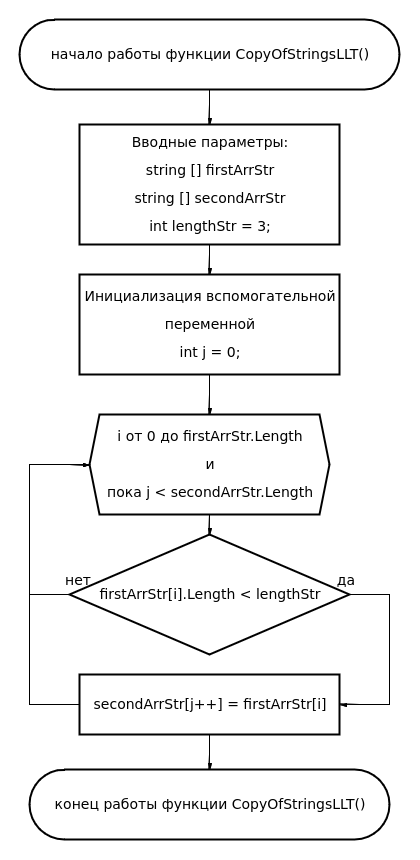 начало работы функции CopyOfStringsLLT()
Вводные параметры:
string [] firstArrStr
string [] secondArrStr
int lengthStr = 3;
Инициализация вспомогательной
переменной
int j = 0;
i от 0 до firstArrStr.Length
и
пока j < secondArrStr.Length
нет
firstArrStr[i].Length < lengthStr
да
secondArrStr[j++] = firstArrStr[i]
конец работы функции CopyOfStringsLLT()